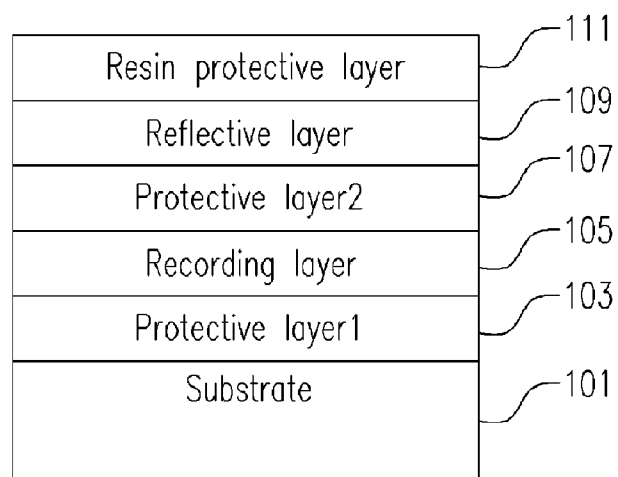 Resin protective layer 111
Reflective layer 109
Protective layer2 107
Recording layer 105
Protective layer1 103
Substrate 101